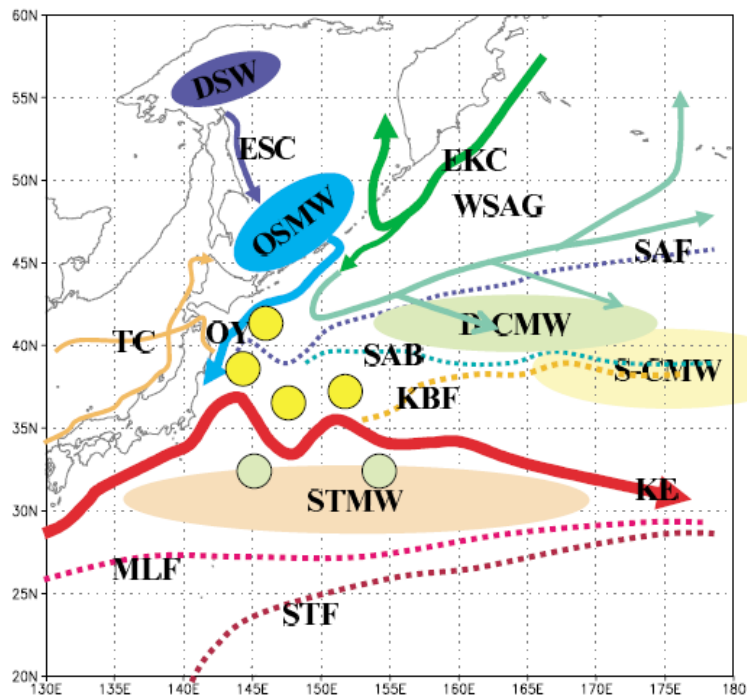 55N
50N
45N
40N
35N
30N
25N
20N
DSW
ESC
EKC
WSAG
OSMW
SAF
TC
OY
D-CMW
SAB
S-CMW
KBF
KE
STMW
MLF
STF
130E 135E 140E 145E 150E 155E 160E 165E 170E 175E 180